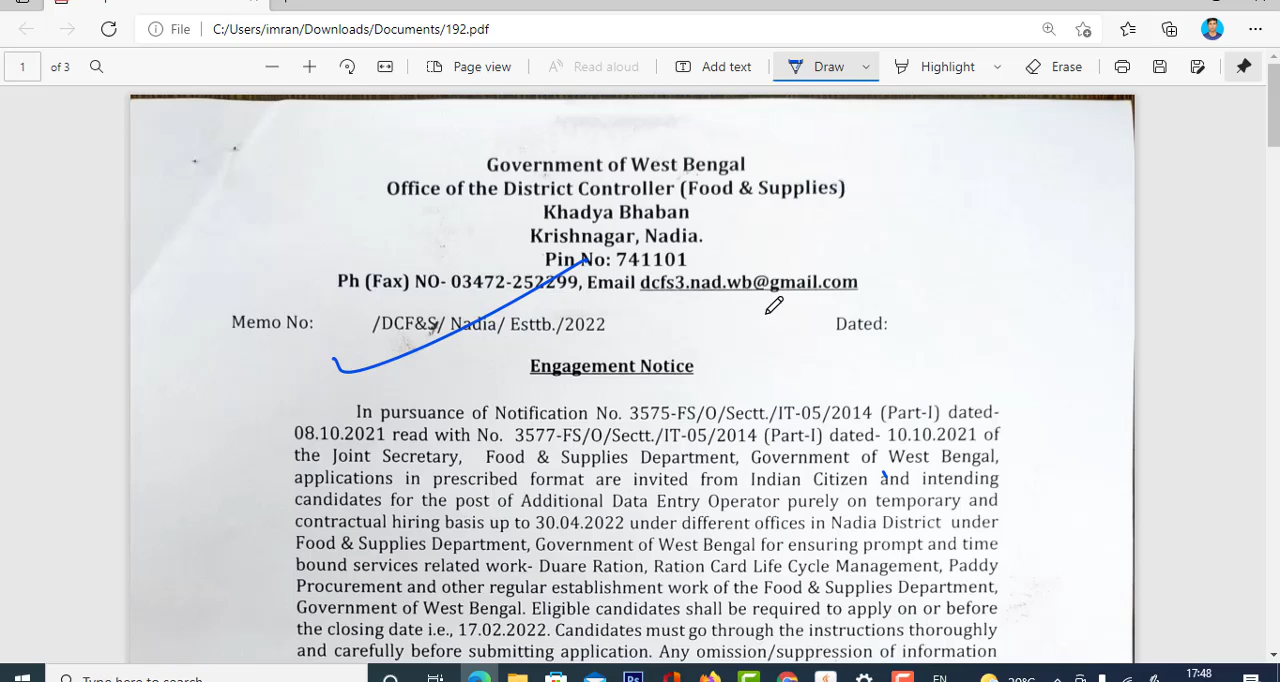 File C:/Users/imran/Downloads/Documents/192.pdf
1 of 3 Page view Read aloud Add text Draw Highlight Erase
Government of West Bengal
Office of the District Controller (Food & Supplies)
Khadya Bhaban
Krishnagar, Nadia.
Pin No: 741101
Ph (Fax) NO- 03472-252299, Email dcfs3.nad.wb@gmail.com
Memo No: /DCF&S/ Nadia/ Esttb./2022 Dated:
Engagement Notice
In pursuance of Notification No. 3575-FS/O/Sectt./IT-05/2014 (Part-I) dated-
08.10.2021 read with No. 3577-FS/O/Sectt./IT-05/2014 (Part-I) dated- 10.10.2021 of
the Joint Secretary, Food & Supplies Department, Government of West Bengal,
applications in prescribed format are invited from Indian Citizen and intending
candidates for the post of Additional Data Entry Operator purely on temporary and
contractual hiring basis up to 30.04.2022 under different offices in Nadia District under
Food & Supplies Department, Government of West Bengal for ensuring prompt and time
bound services related work- Duare Ration, Ration Card Life Cycle Management, Paddy
Procurement and other regular establishment work of the Food & Supplies Department,
Government of West Bengal. Eligible candidates shall be required to apply on or before
the closing date i.e., 17.02.2022. Candidates must go through the instructions thoroughly
and carefully before submitting application. Any omission/suppression of information
Type here to search 20°C EN 17:48